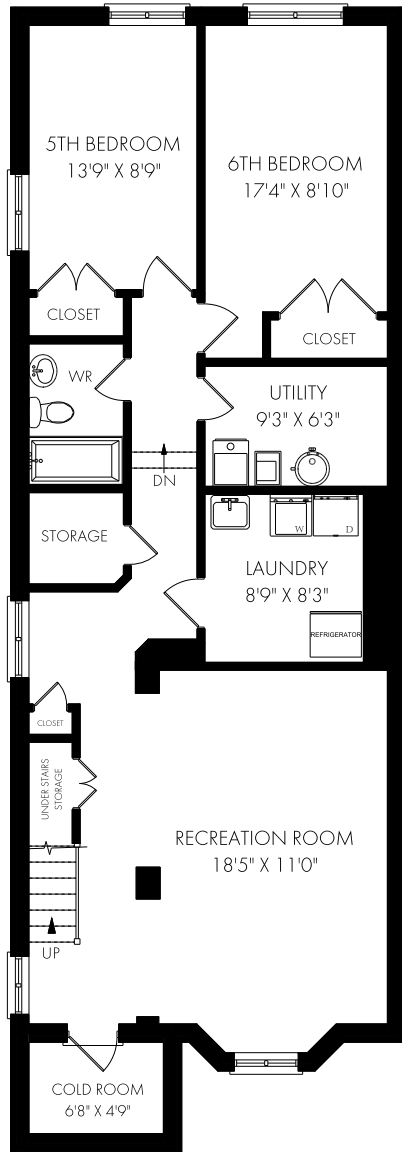 5TH BEDROOM
13'9" X 8'9"
6TH BEDROOM
17'4" X 8'10"
CLOSET
CLOSET
WR
UTILITY
9'3" X 6'3"
DN
STORAGE
W
D
LAUNDRY
8'9" X 8'3"
REFRIGERATOR
CLOSET
UNDER STAIRS
STORAGE
RECREATION ROOM
18'5" X 11'0"
UP
COLD ROOM
6'8" X 4'9"